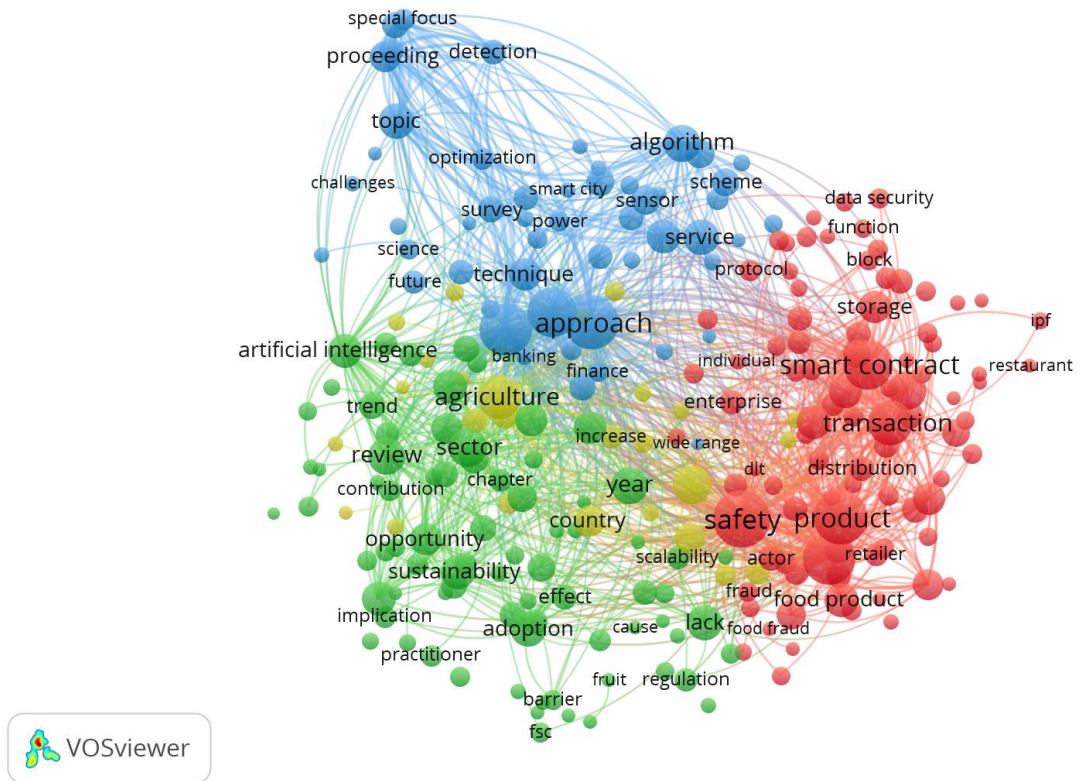 special focus
proceeding
detection
topic
algorithm
optimization
challenges
smart city
scheme
sensor
data security
survey
power
function
service
science
block
protocol
technique
future
storage
approach
ipf
artificial intelligence
banking
individual
smart contract
restaurant
finance
agriculture
trend
enterprise
transaction
increase
wide range
sector
review
dlt
distribution
chapter
contribution
year
country
safety
product
opportunity
scalability
actor
retailer
sustainability
fraud
effect
food product
implication
adoption
cause
lack
food fraud
practitioner
fruit
regulation
barrier
fsc
VOSviewer